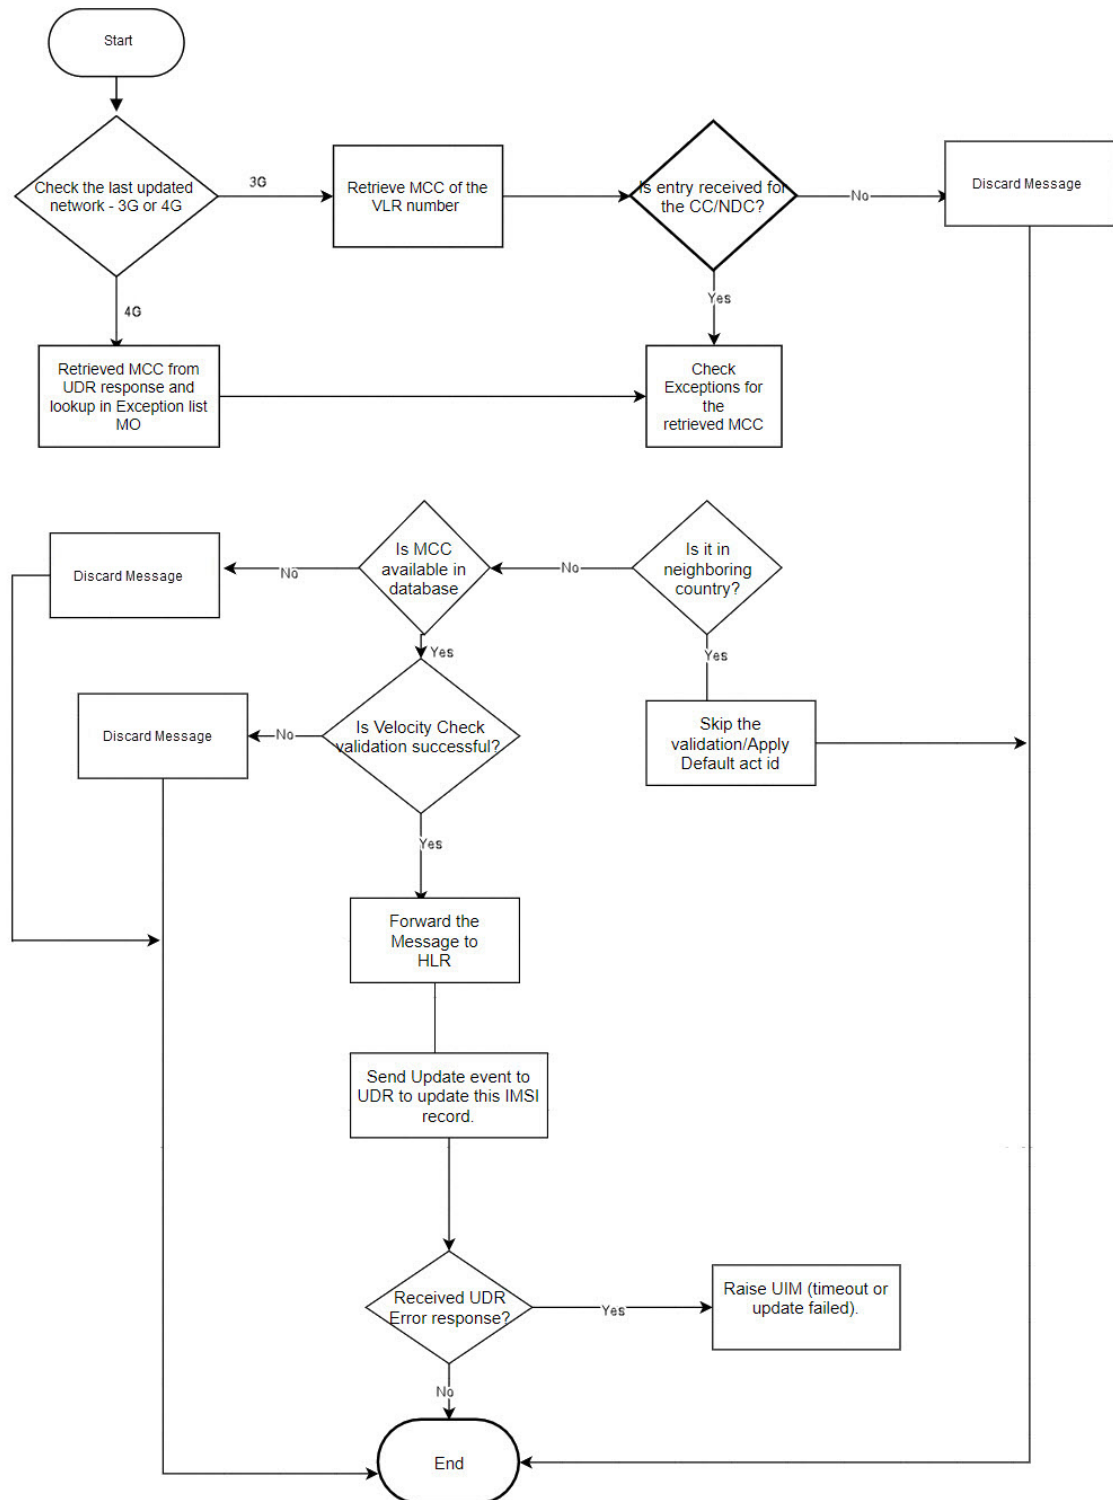 Start
Check the last updated
network - 3G or 4G
3G
Retrieve MCC of the
VLR number
Is entry received for
the CC/NDC?
No
Discard Message
4G
Yes
Retrieved MCC from
UDR response and
lookup in Exception list
MO
Check
Exceptions for
the
retrieved MCC
Discard Message
No
Is MCC
available in
database
No
Is it in
neighboring
country?
Yes
Yes
Discard Message
No
Is Velocity Check
validation successful?
Skip the
validation/Apply
Default act id
Yes
Forward the
Message to
HLR
Send Update event to
UDR to update this IMSI
record.
Received UDR
Error response?
Yes
Raise UIM (timeout or
update failed).
No
End